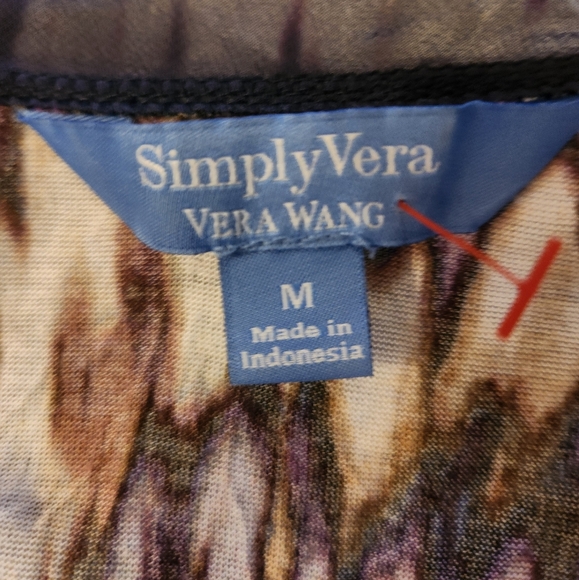 SimplyVera
VERA WANG
M
Made in
Indonesia